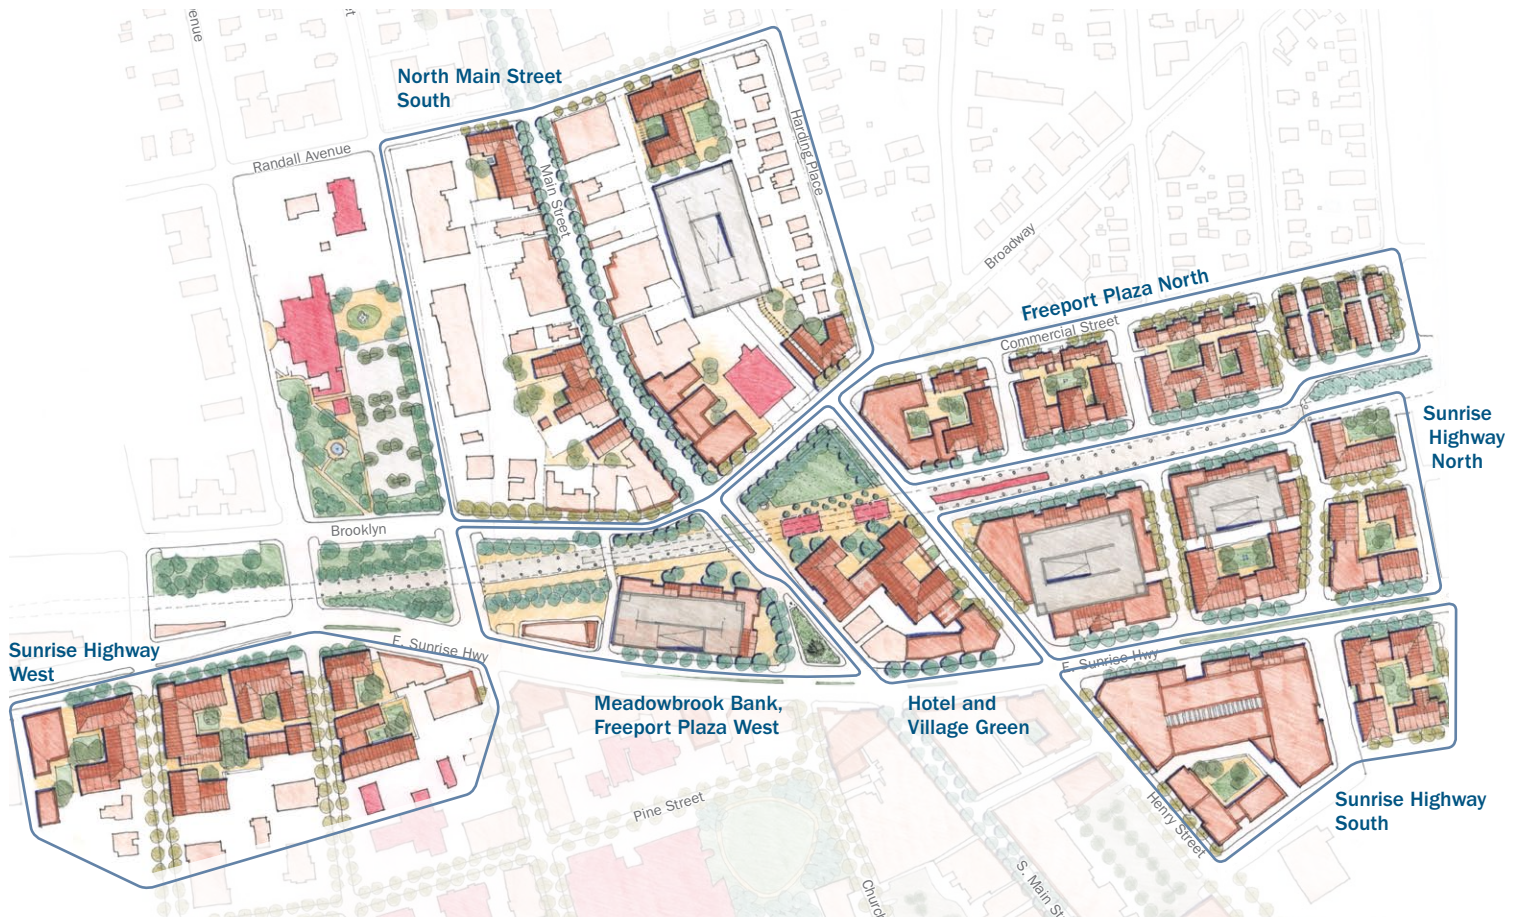 North Main Street
South
Randall Avenue
Main Street
Harding Place
Broadway
Freeport Plaza North
Commercial Street
Sunrise
Highway
North
Brooklyn
E. Sunrise Hwy
Sunrise Highway
West
E. Sunrise Hwy
Meadowbrook Bank,
Freeport Plaza West
Hotel and
Village Green
Pine Street
Henry Street
Sunrise Highway
South
S. Main St
Church